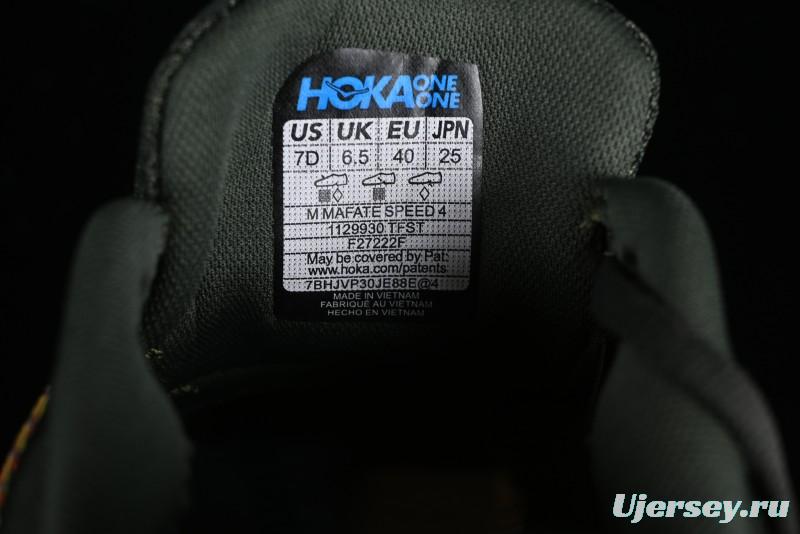 HOKA ONE ONE
US UK EU JPN
7D 6.5 40 25
M MAFATE SPEED 4
1129930 TFST
F27222F
May be covered by Pat:
www.hoka.com/patents
7BHJVP30JE88E@4
MADE IN VIETNAM
FABRIQUÉ AU VIETNAM
HECHO EN VIETNAM
Ujersey.ru